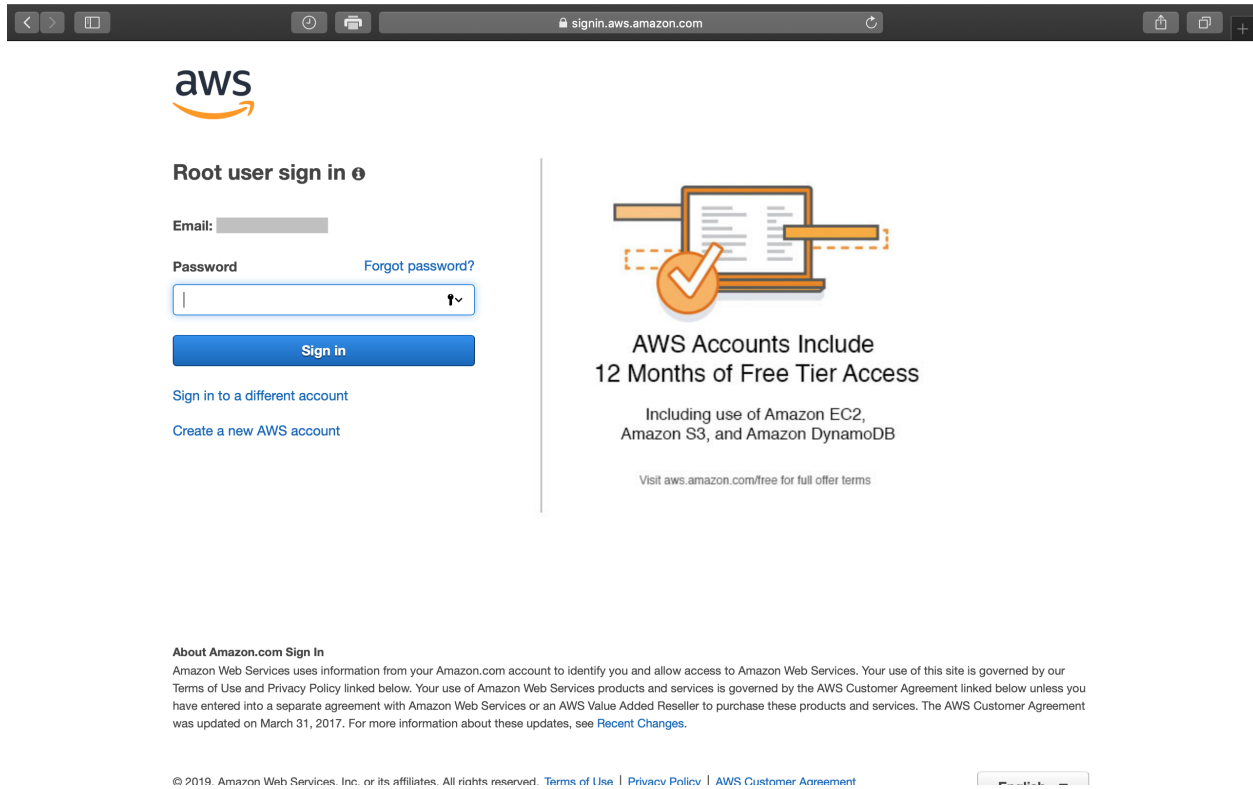 signin.aws.amazon.com
aws
Root user sign in
Email:
Password
Forgot password?
Sign in
Sign in to a different account
Create a new AWS account
AWS Accounts Include
12 Months of Free Tier Access
Including use of Amazon EC2,
Amazon S3, and Amazon DynamoDB
Visit aws.amazon.com/free for full offer terms
About Amazon.com Sign In
Amazon Web Services uses information from your Amazon.com account to identify you and allow access to Amazon Web Services. Your use of this site is governed by our
Terms of Use and Privacy Policy linked below. Your use of Amazon Web Services products and services is governed by the AWS Customer Agreement linked below unless you
have entered into a separate agreement with Amazon Web Services or an AWS Value Added Reseller to purchase these products and services. The AWS Customer Agreement
was updated on March 31, 2017. For more information about these updates, see Recent Changes.
© 2019, Amazon Web Services, Inc. or its affiliates. All rights reserved. Terms of Use | Privacy Policy | AWS Customer Agreement
English